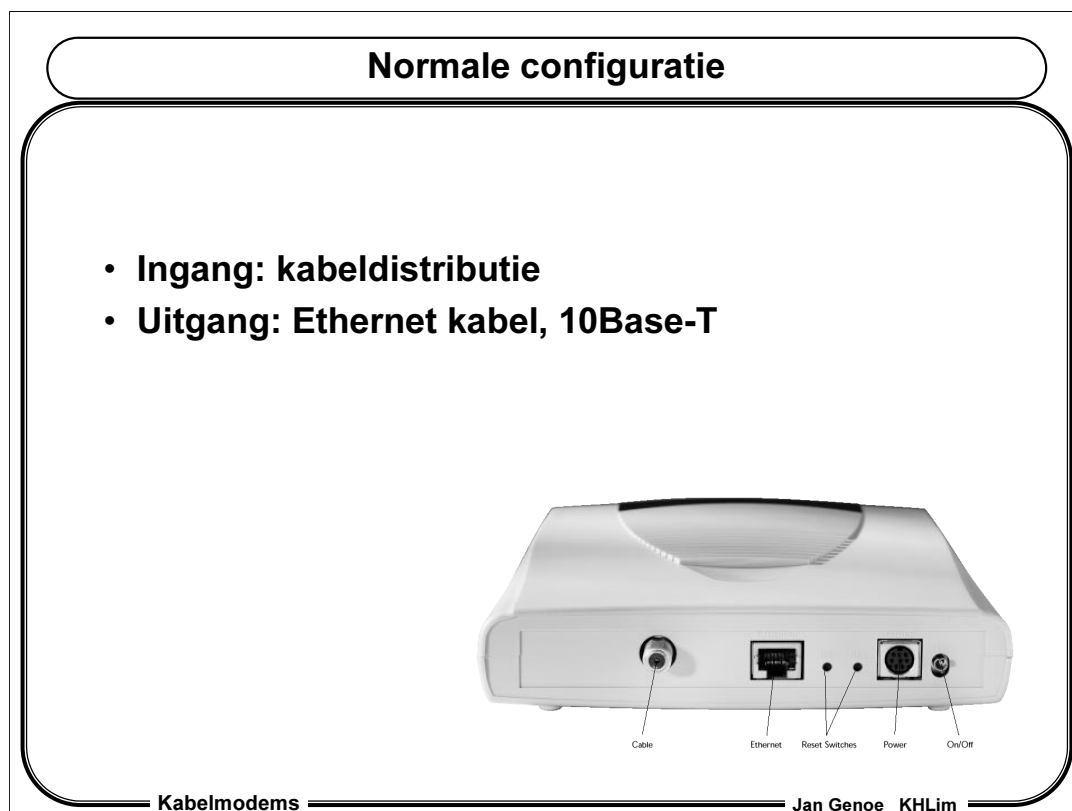 Normale configuratie
• Ingang: kabeldistributie
• Uitgang: Ethernet kabel, 10Base-T
Cable Ethernet Reset Switches Power On/Off
Kabelmodems Jan Genoe KHLim